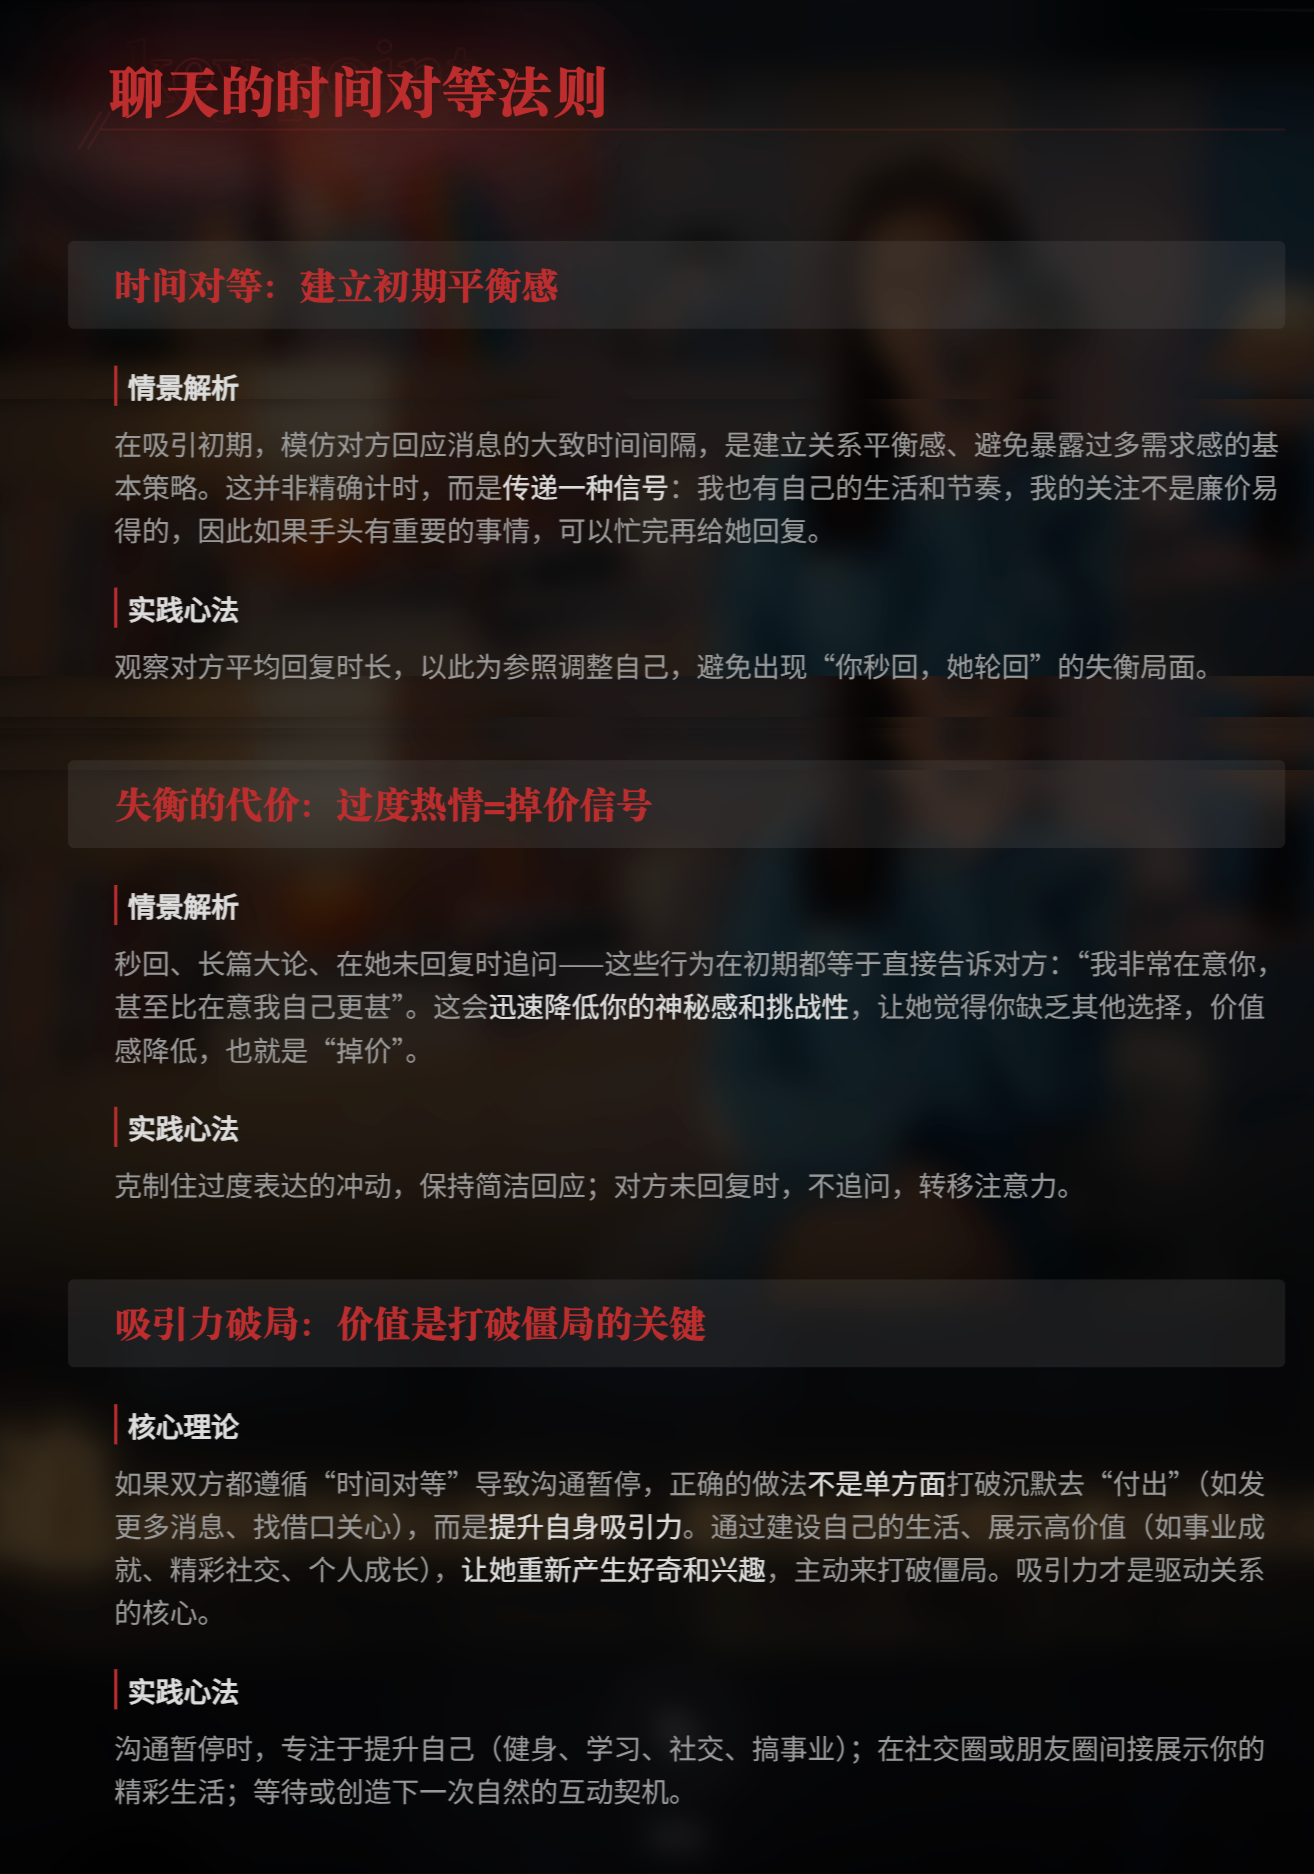 key point
聊天的时间对等法则
时间对等：建立初期平衡感
情景解析
在吸引初期，模仿对方回应消息的大致时间间隔，是建立关系平衡感、避免暴露过多需求感的基
本策略。这并非精确计时，而是传递一种信号：我也有自己的生活和节奏，我的关注不是廉价易
得的，因此如果手头有重要的事情，可以忙完再给她回复。
实践心法
观察对方平均回复时长，以此为参照调整自己，避免出现“你秒回，她轮回”的失衡局面。
失衡的代价：过度热情=掉价信号
情景解析
秒回、长篇大论、在她未回复时追问——这些行为在初期都等于直接告诉对方：“我非常在意你，
甚至比在意我自己更甚”。这会迅速降低你的神秘感和挑战性，让她觉得你缺乏其他选择，价值
感降低，也就是“掉价”。
实践心法
克制住过度表达的冲动，保持简洁回应；对方未回复时，不追问，转移注意力。
吸引力破局：价值是打破僵局的关键
核心理论
如果双方都遵循“时间对等”导致沟通暂停，正确的做法不是单方面打破沉默去“付出”（如发
更多消息、找借口关心），而是提升自身吸引力。通过建设自己的生活、展示高价值（如事业成
就、精彩社交、个人成长），让她重新产生好奇和兴趣，主动来打破僵局。吸引力才是驱动关系
的核心。
实践心法
沟通暂停时，专注于提升自己（健身、学习、社交、搞事业）；在社交圈或朋友圈间接展示你的
精彩生活；等待或创造下一次自然的互动契机。